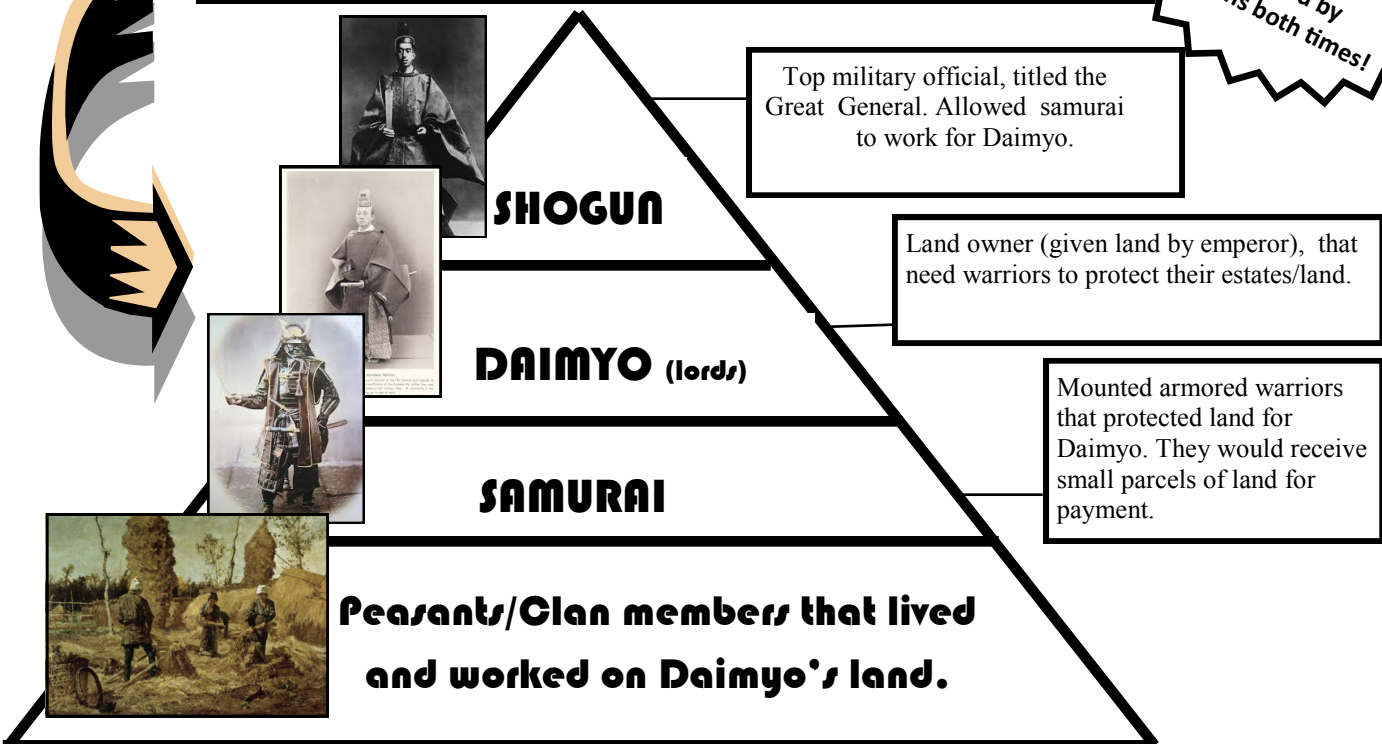 by
both times!
Top military official, titled the
Great General. Allowed samurai
to work for Daimyo.
SHOGUN
Land owner (given land by emperor), that
need warriors to protect their estates/land.
DAIMYO (lords)
Mounted armored warriors
that protected land for
Daimyo. They would receive
small parcels of land for
payment.
SAMURAI
Peasants/Clan members that lived
and worked on Daimyo's land.